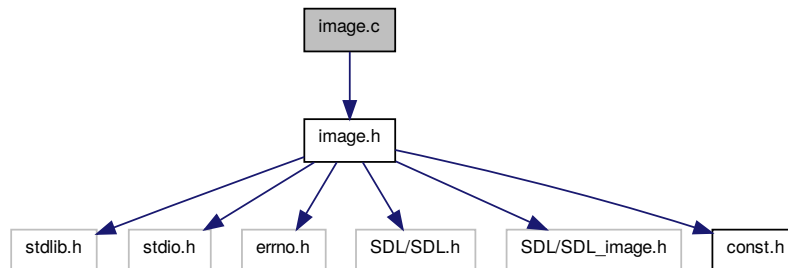 image.c
image.h
stdlib.h
stdio.h
errno.h
SDL/SDL.h
SDL/SDL_image.h
const.h